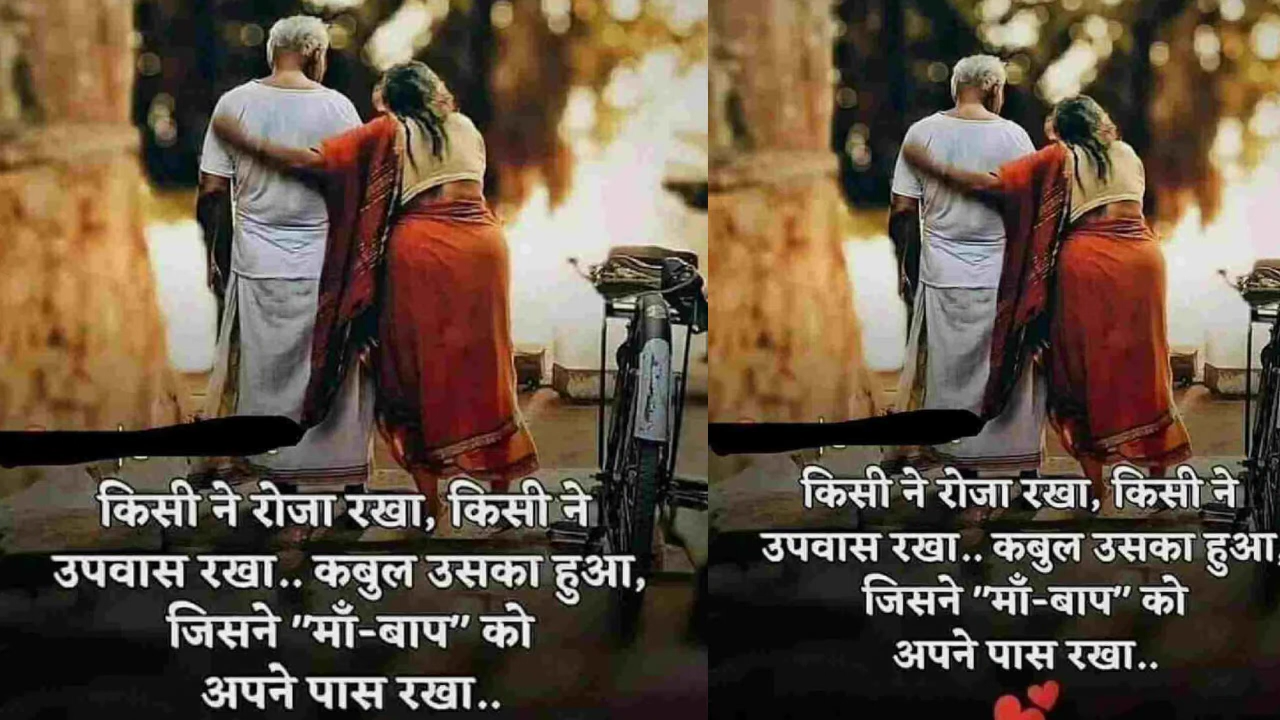 किसी ने रोजा रखा, किसी ने
उपवास रखा.. कबुल उसका हुआ,
जिसने "माँ-बाप" को
अपने पास रखा..
किसी ने रोजा रखा, किसी ने
उपवास रखा.. कबुल उसका हुआ,
जिसने "माँ-बाप" को
अपने पास रखा..